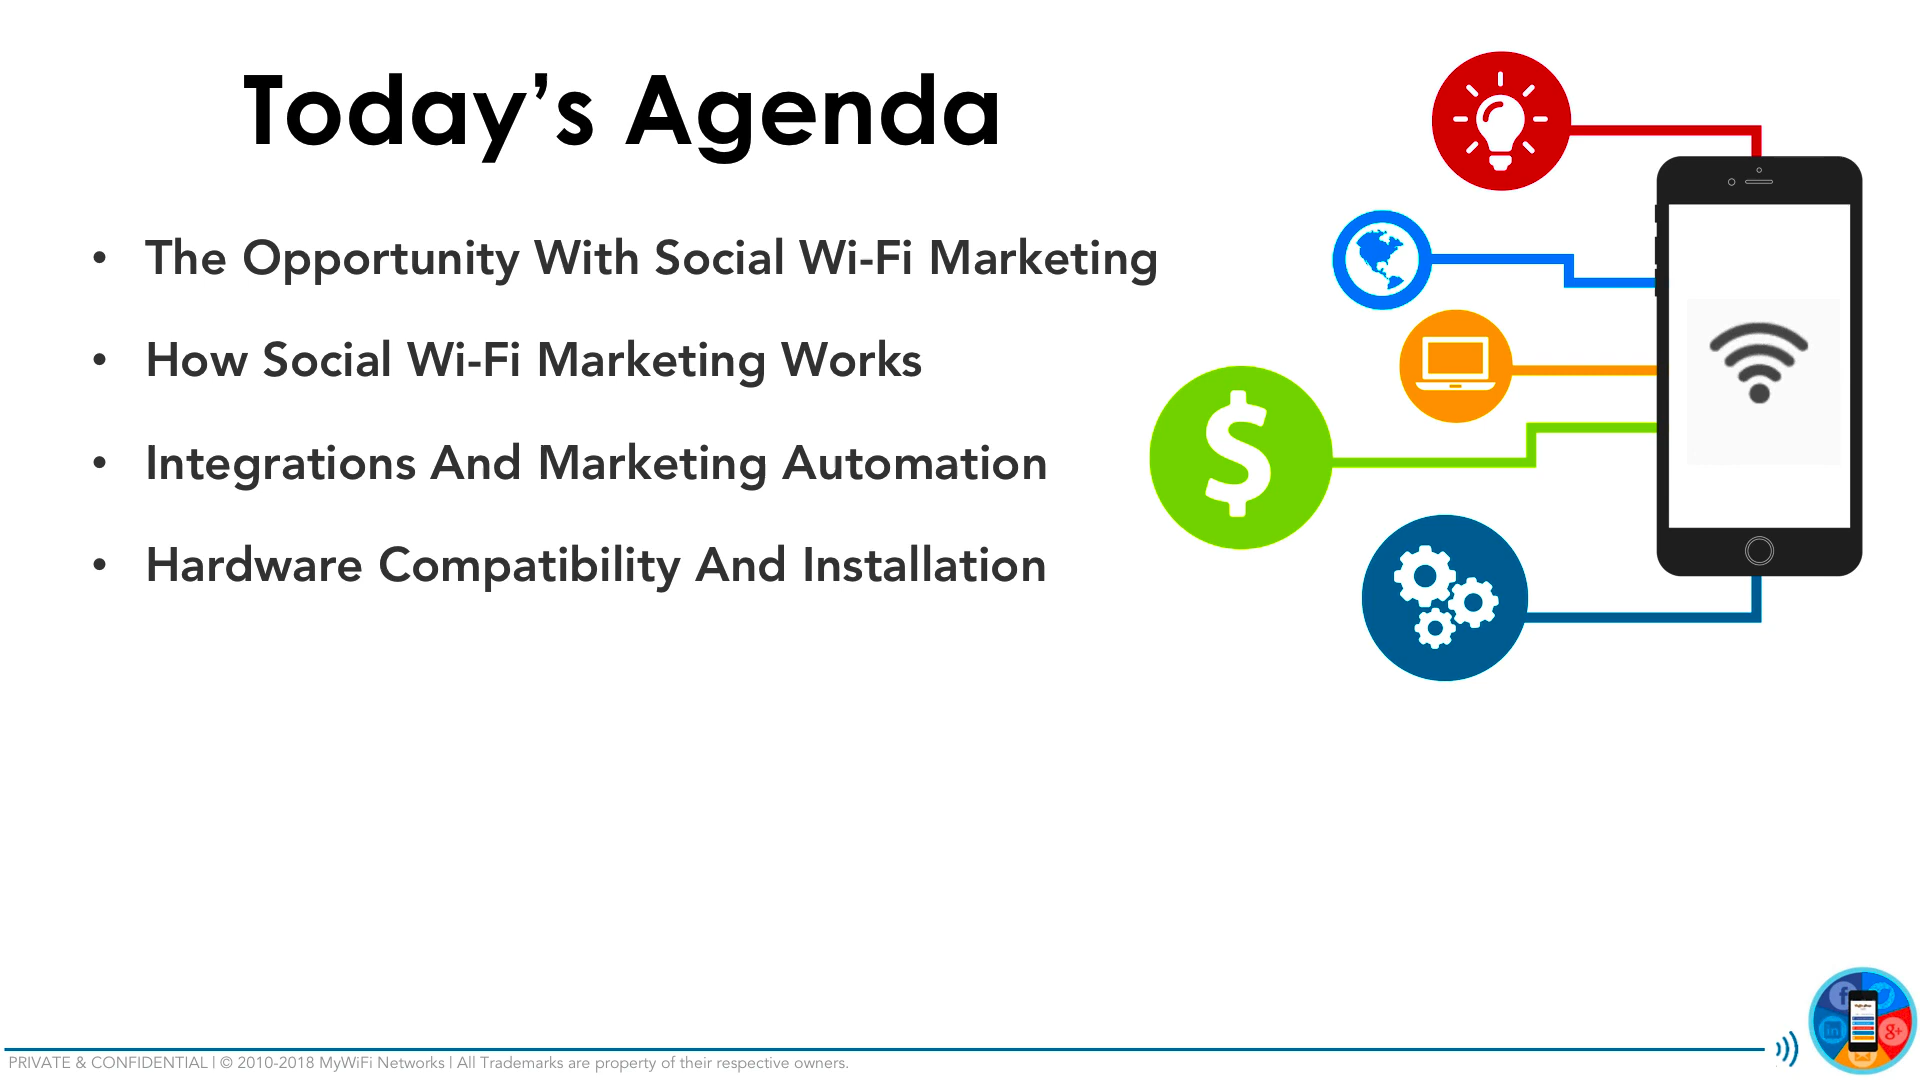 Today’s Agenda
• The Opportunity With Social Wi-Fi Marketing
• How Social Wi-Fi Marketing Works
• Integrations And Marketing Automation
• Hardware Compatibility And Installation
$
f
in
g+
PRIVATE & CONFIDENTIAL | © 2010-2018 MyWiFi Networks | All Trademarks are property of their respective owners.